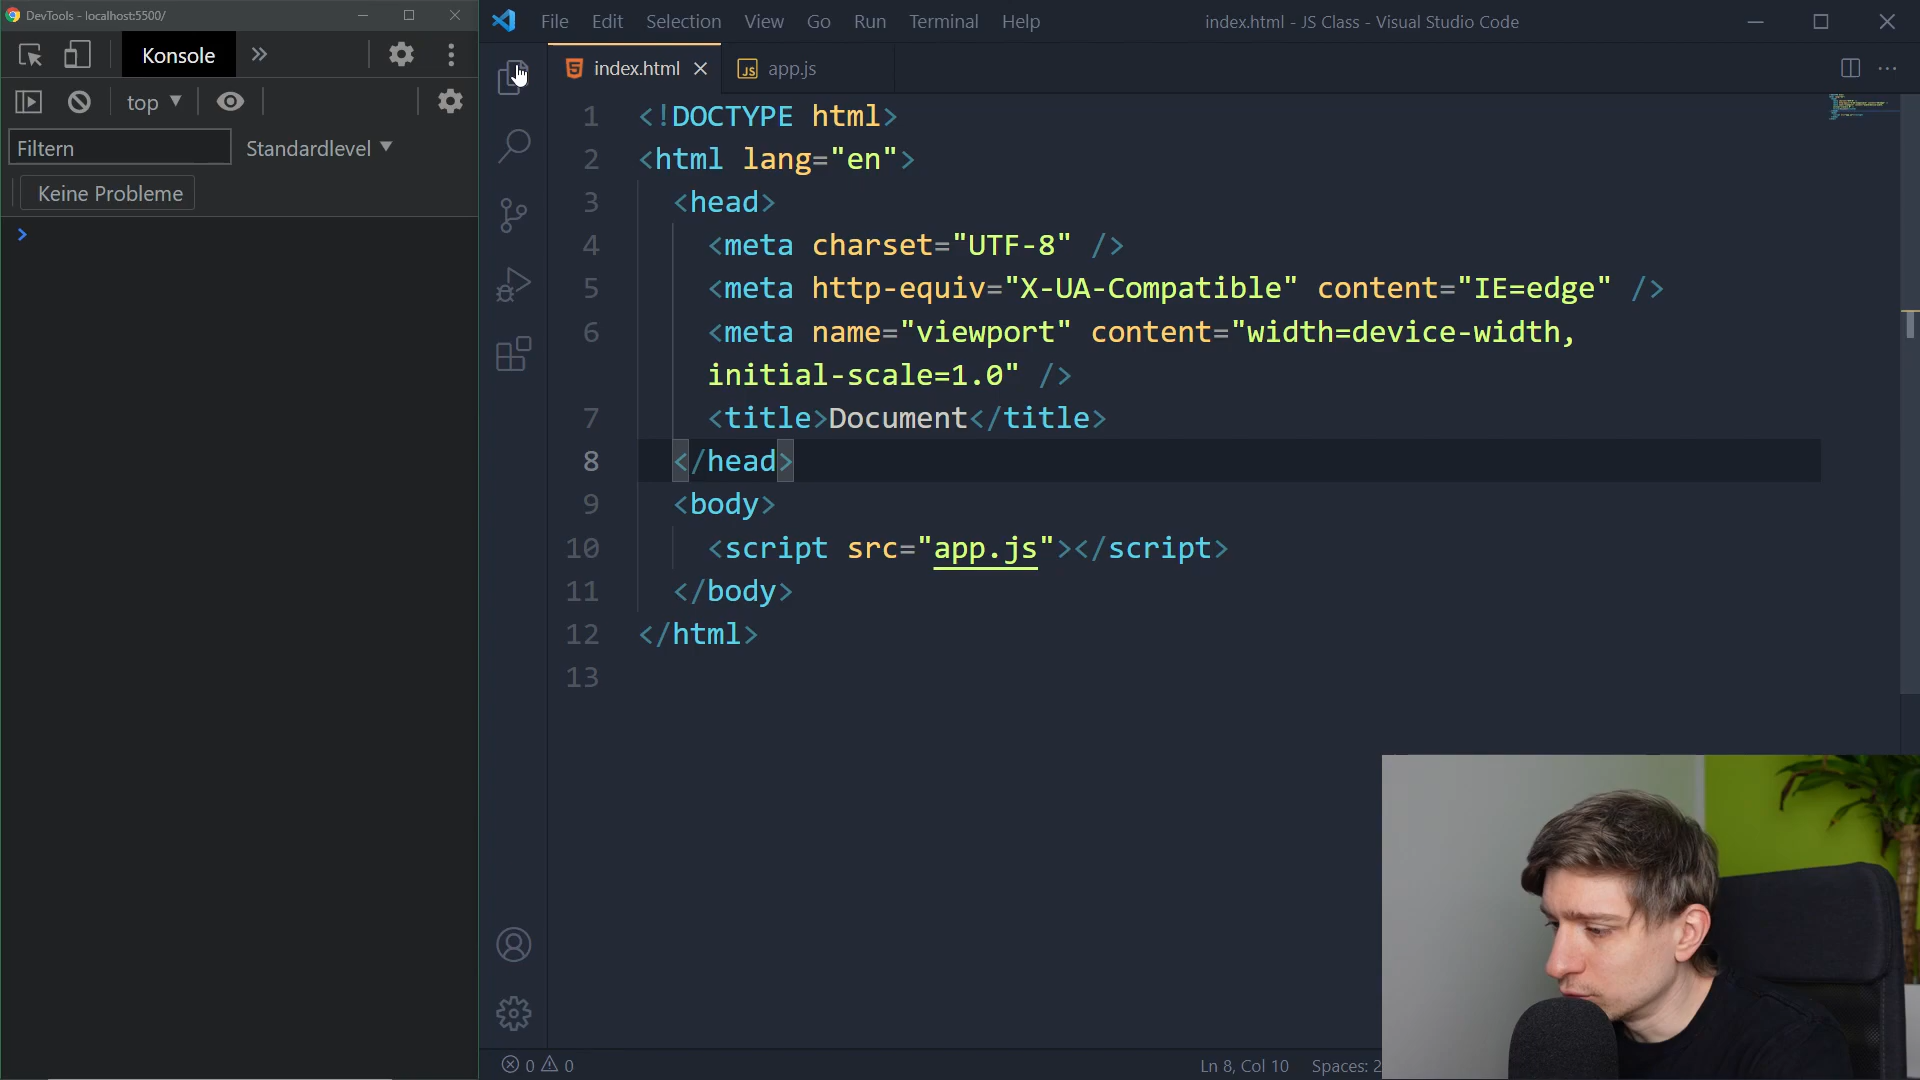 DevTools - localhost:5500/
Konsole
top
Filtern
Standardlevel
Keine Probleme
File Edit Selection View Go Run Terminal Help
index.html - JS Class - Visual Studio Code
index.html
JS app.js
1 <!DOCTYPE html>
2 <html lang="en">
3 <head>
4 <meta charset="UTF-8" />
5 <meta http-equiv="X-UA-Compatible" content="IE=edge" />
6 <meta name="viewport" content="width=device-width,
initial-scale=1.0" />
7 <title>Document</title>
8 </head>
9 <body>
10 <script src="app.js"></script>
11 </body>
12 </html>
13
0 0
Ln 8, Col 10
Spaces: 2